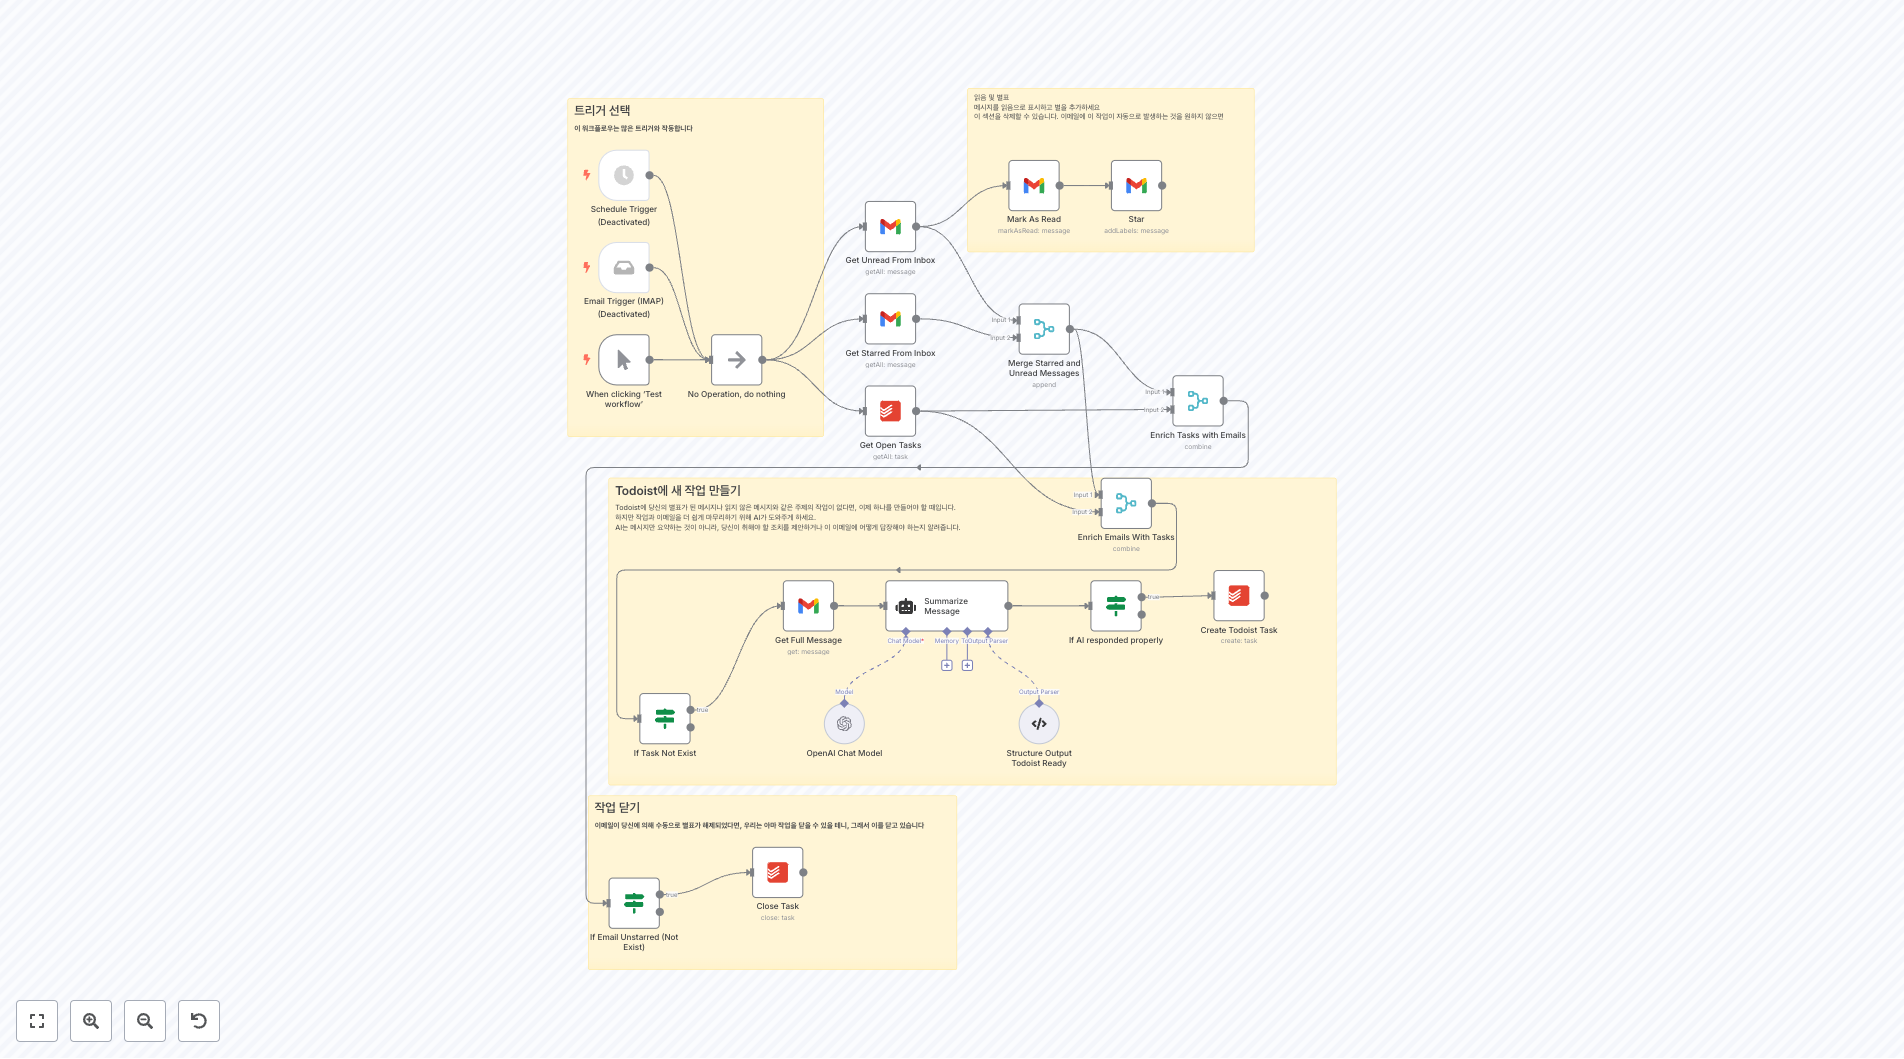 트리거 선택
이 워크플로우는 많은 트리거와 작동합니다
Schedule Trigger
(Deactivated)
Email Trigger (IMAP)
(Deactivated)
When clicking 'Test
workflow'
No Operation, do nothing
Get Unread From Inbox
getAll: message
Get Starred From Inbox
getAll: message
Get Open Tasks
getAll: task
읽음 및 별표
메시지를 읽음으로 표시하고 별을 추가하세요
이 섹션을 삭제할 수 있습니다. 이메일에 이 작업이 자동으로 발생하는 것을 원하지 않으면
Mark As Read
markAsRead: message
Star
addLabels: message
Input 1
Input 2
Merge Starred and
Unread Messages
append
Input 1
Input 2
Enrich Tasks with Emails
combine
Todoist에 새 작업 만들기
Todoist에 당신의 별표가 된 메시지나 읽지 않은 메시지와 같은 주제의 작업이 없다면, 이제 하나를 만들어야 할 때입니다.
하지만 작업과 이메일을 더 쉽게 마무리하기 위해 AI가 도와주게 하세요.
AI는 메시지만 요약하는 것이 아니라, 당신이 취해야 할 조치를 제안하거나 이 이메일에 어떻게 답장해야 하는지 알려줍니다.
Input 1
Input 2
Enrich Emails With Tasks
combine
Get Full Message
get: message
Summarize
Message
Chat Model*
Memory
Output Parser
If AI responded properly
true
Create Todoist Task
create: task
true
If Task Not Exist
Model
OpenAI Chat Model
Output Parser
Structure Output
Todoist Ready
작업 닫기
이메일이 당신에 의해 수동으로 별표가 해제되었다면, 우리는 아마 작업을 닫을 수 있을 테니, 그래서 이를 닫고 있습니다
true
If Email Unstarred (Not
Exist)
Close Task
close: task